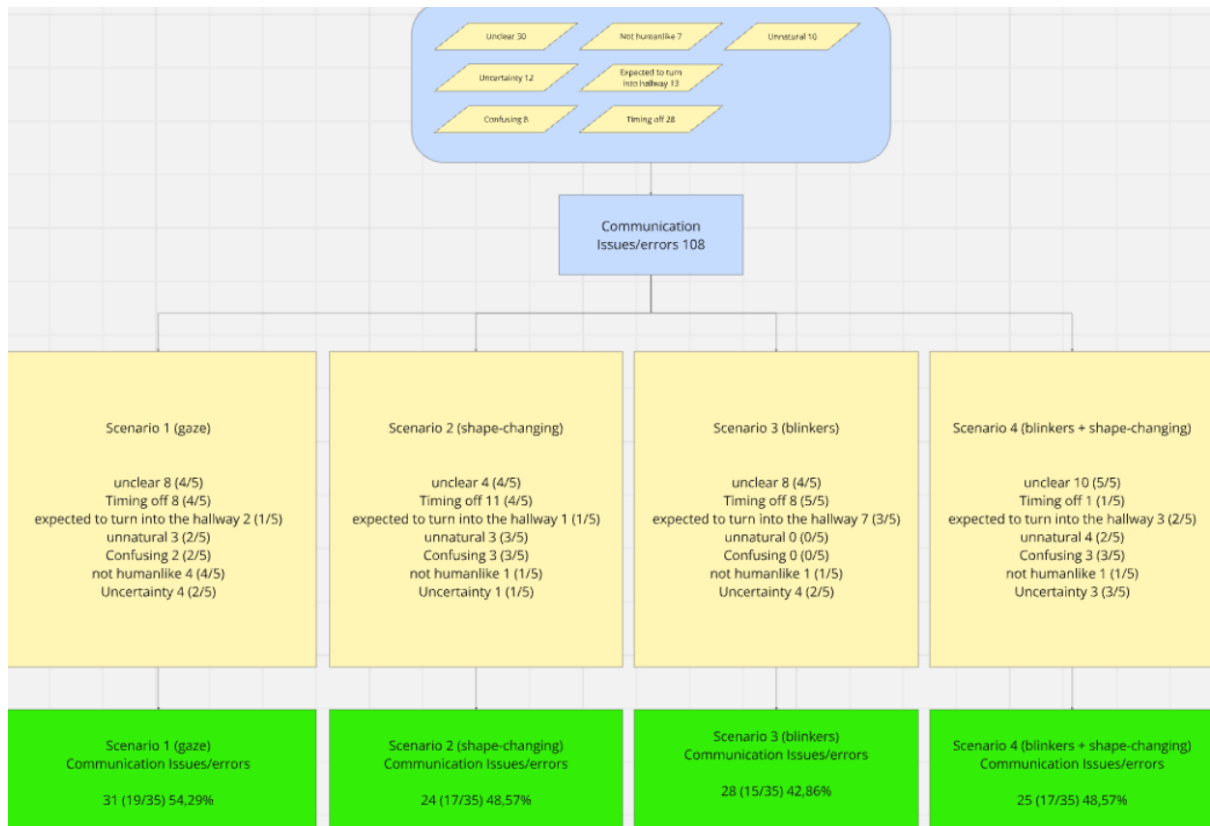 Unclear 30
Not humanlike 7
Unnatural 10
Uncertainty 12
Expected to turn
into hallway 13
Confusing 8
Timing off 28
Communication
Issues/errors 108
Scenario 1 (gaze)
unclear 8 (4/5)
Timing off 8 (4/5)
expected to turn into the hallway 2 (1/5)
unnatural 3 (2/5)
Confusing 2 (2/5)
not humanlike 4 (4/5)
Uncertainty 4 (2/5)
Scenario 2 (shape-changing)
unclear 4 (4/5)
Timing off 11 (4/5)
expected to turn into the hallway 1 (1/5)
unnatural 3 (3/5)
Confusing 3 (3/5)
not humanlike 1 (1/5)
Uncertainty 1 (1/5)
Scenario 3 (blinkers)
unclear 8 (4/5)
Timing off 8 (5/5)
expected to turn into the hallway 7 (3/5)
unnatural 0 (0/5)
Confusing 0 (0/5)
not humanlike 1 (1/5)
Uncertainty 4 (2/5)
Scenario 4 (blinkers + shape-changing)
unclear 10 (5/5)
Timing off 1 (1/5)
expected to turn into the hallway 3 (2/5)
unnatural 4 (2/5)
Confusing 3 (3/5)
not humanlike 1 (1/5)
Uncertainty 3 (3/5)
Scenario 1 (gaze)
Communication Issues/errors
31 (19/35) 54,29%
Scenario 2 (shape-changing)
Communication Issues/errors
24 (17/35) 48,57%
Scenario 3 (blinkers)
Communication Issues/errors
28 (15/35) 42,86%
Scenario 4 (blinkers + shape-changing)
Communication Issues/errors
25 (17/35) 48,57%